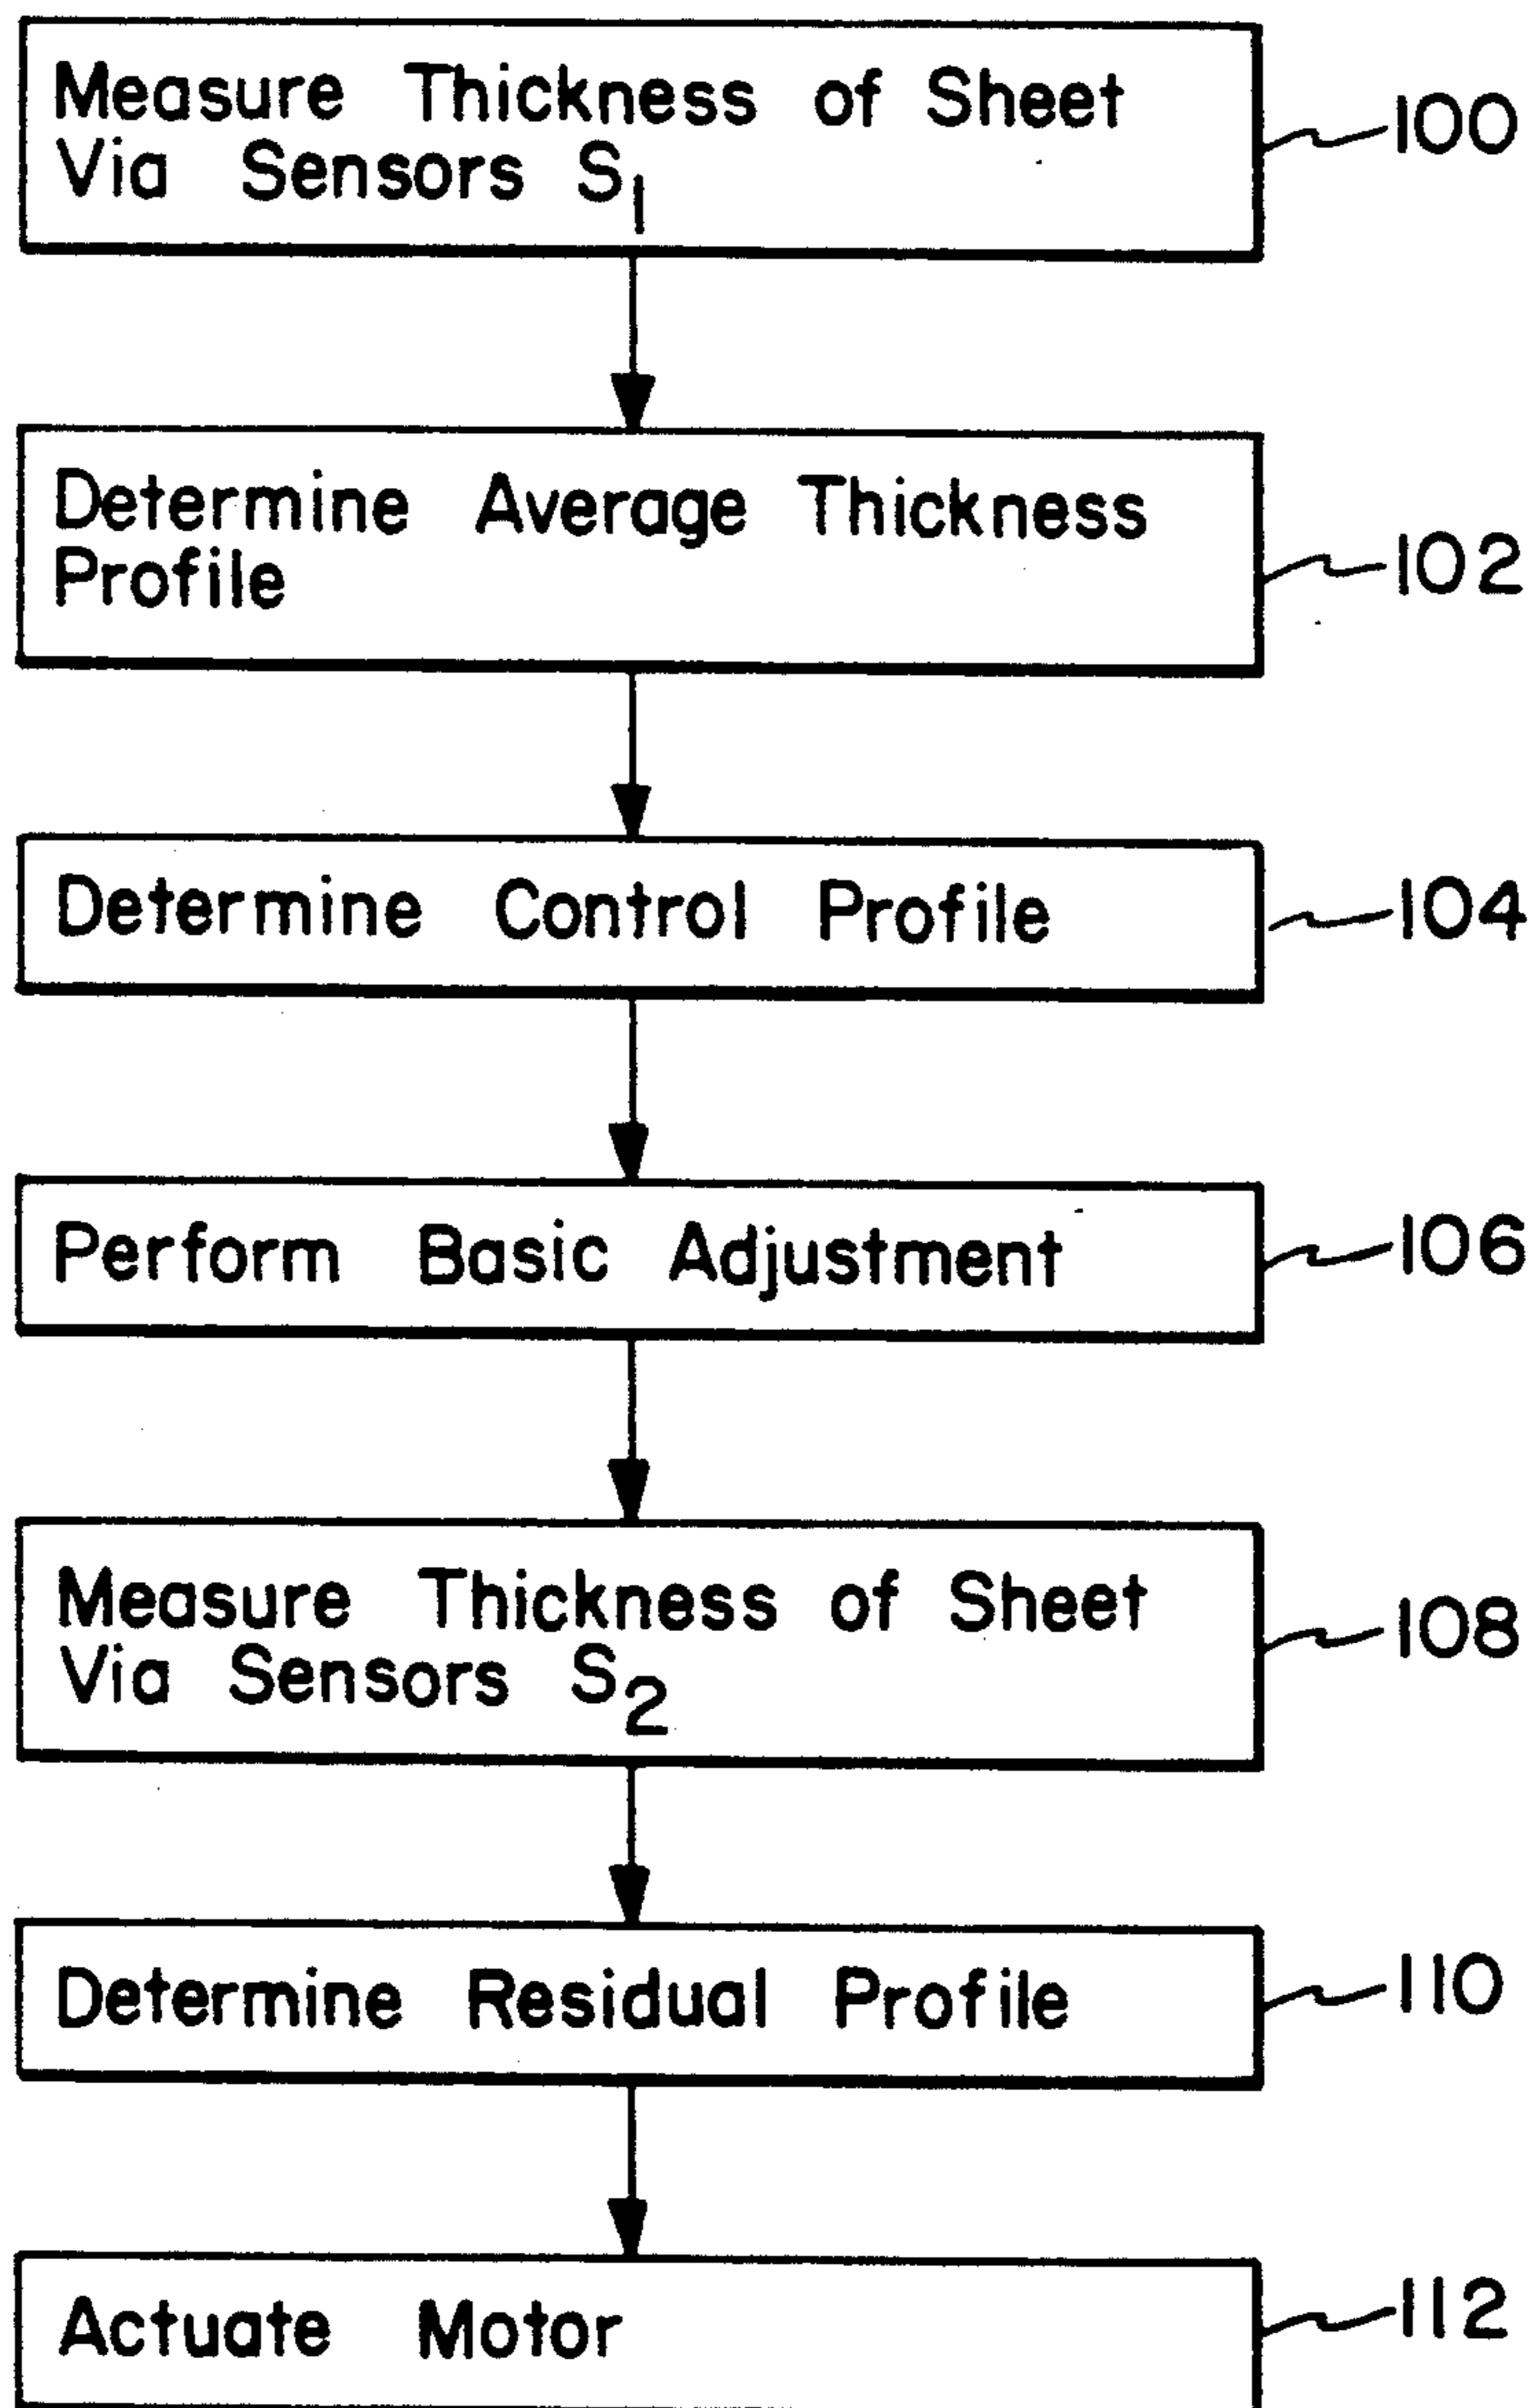 Measure Thickness of Sheet
Via Sensors S₁
100
Determine Average Thickness
Profile
102
Determine Control Profile
104
Perform Basic Adjustment
106
Measure Thickness of Sheet
Via Sensors S₂
108
Determine Residual Profile
110
Actuate Motor
112